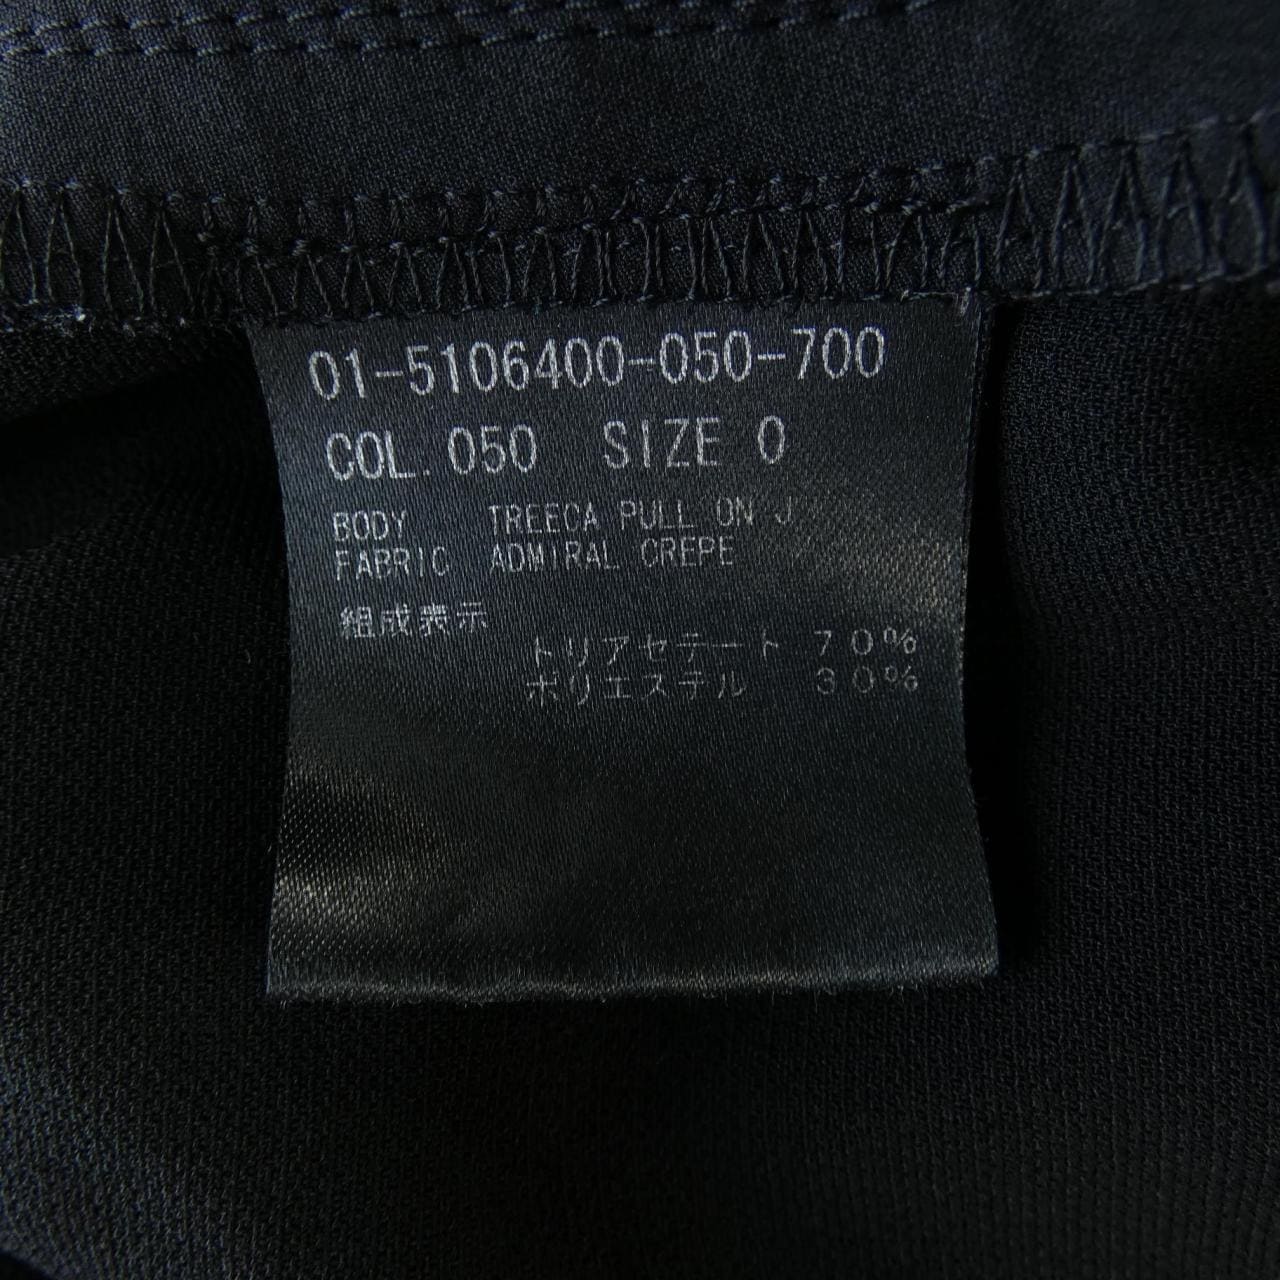 01-5106400-050-700
COL. 050 SIZE 0
BODY TREECA PULL ON J
FABRIC ADMIRAL CREPE
組成表示
トリアセテート 70%
ポリエステル 30%